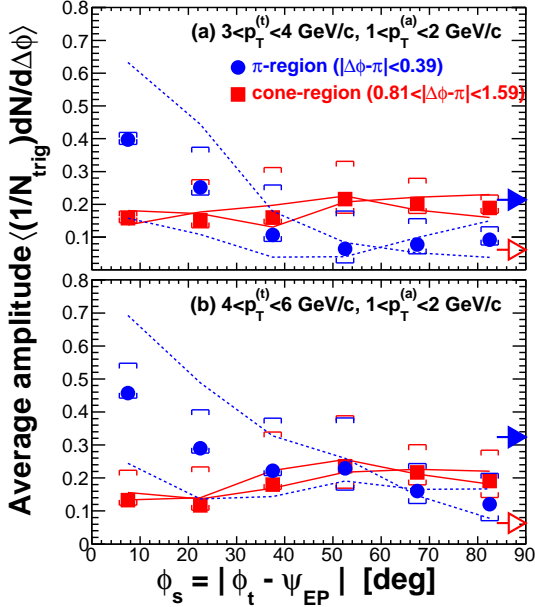 Average amplitude ⟨(1/N_trig)dN/dΔϕ⟩
(a) 3<p_T^(t)<4 GeV/c, 1<p_T^(a)<2 GeV/c
π-region (|Δϕ-π|<0.39)
cone-region (0.81<|Δϕ-π|<1.59)
0.8
0.7
0.6
0.5
0.4
0.3
0.2
0.1
(b) 4<p_T^(t)<6 GeV/c, 1<p_T^(a)<2 GeV/c
0.8
0.7
0.6
0.5
0.4
0.3
0.2
0.1
0
0 10 20 30 40 50 60 70 80 90
ϕ_s = | ϕ_t - ψ_EP | [deg]